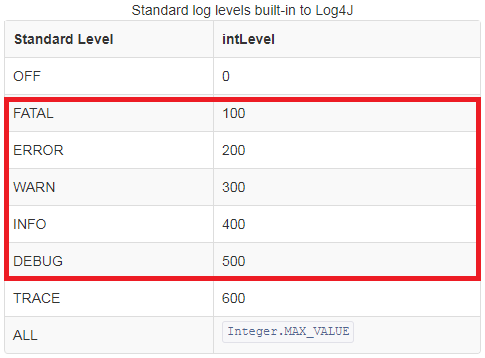 Standard log levels built-in to Log4J
Standard Level intLevel
OFF 0
FATAL 100
ERROR 200
WARN 300
INFO 400
DEBUG 500
TRACE 600
ALL Integer.MAX_VALUE